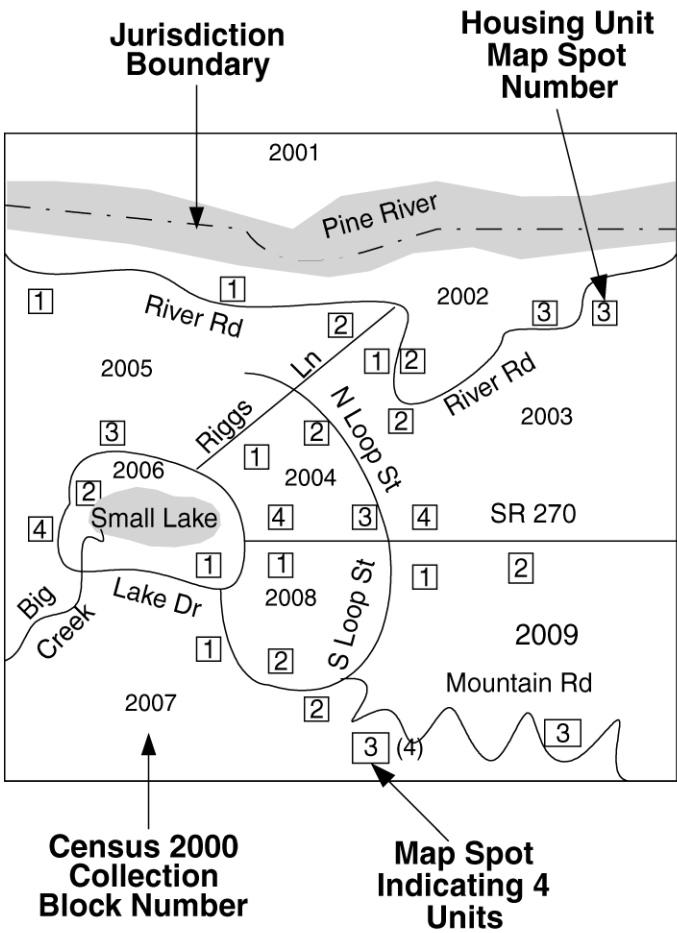 Jurisdiction
Boundary
Housing Unit
Map Spot
Number
2001
Pine River
1
1
River Rd
2002
3
3
2
Ln
1
2
2005
River Rd
N Loop St
2
2003
Riggs
3
2
1
2006
2004
2
Small Lake
4
4
3
4
SR 270
1
1
1
2
Big
Creek
Lake Dr
2008
S Loop St
2009
1
2
Mountain Rd
2007
2
3
3
(4)
Census 2000
Collection
Block Number
Map Spot
Indicating 4
Units